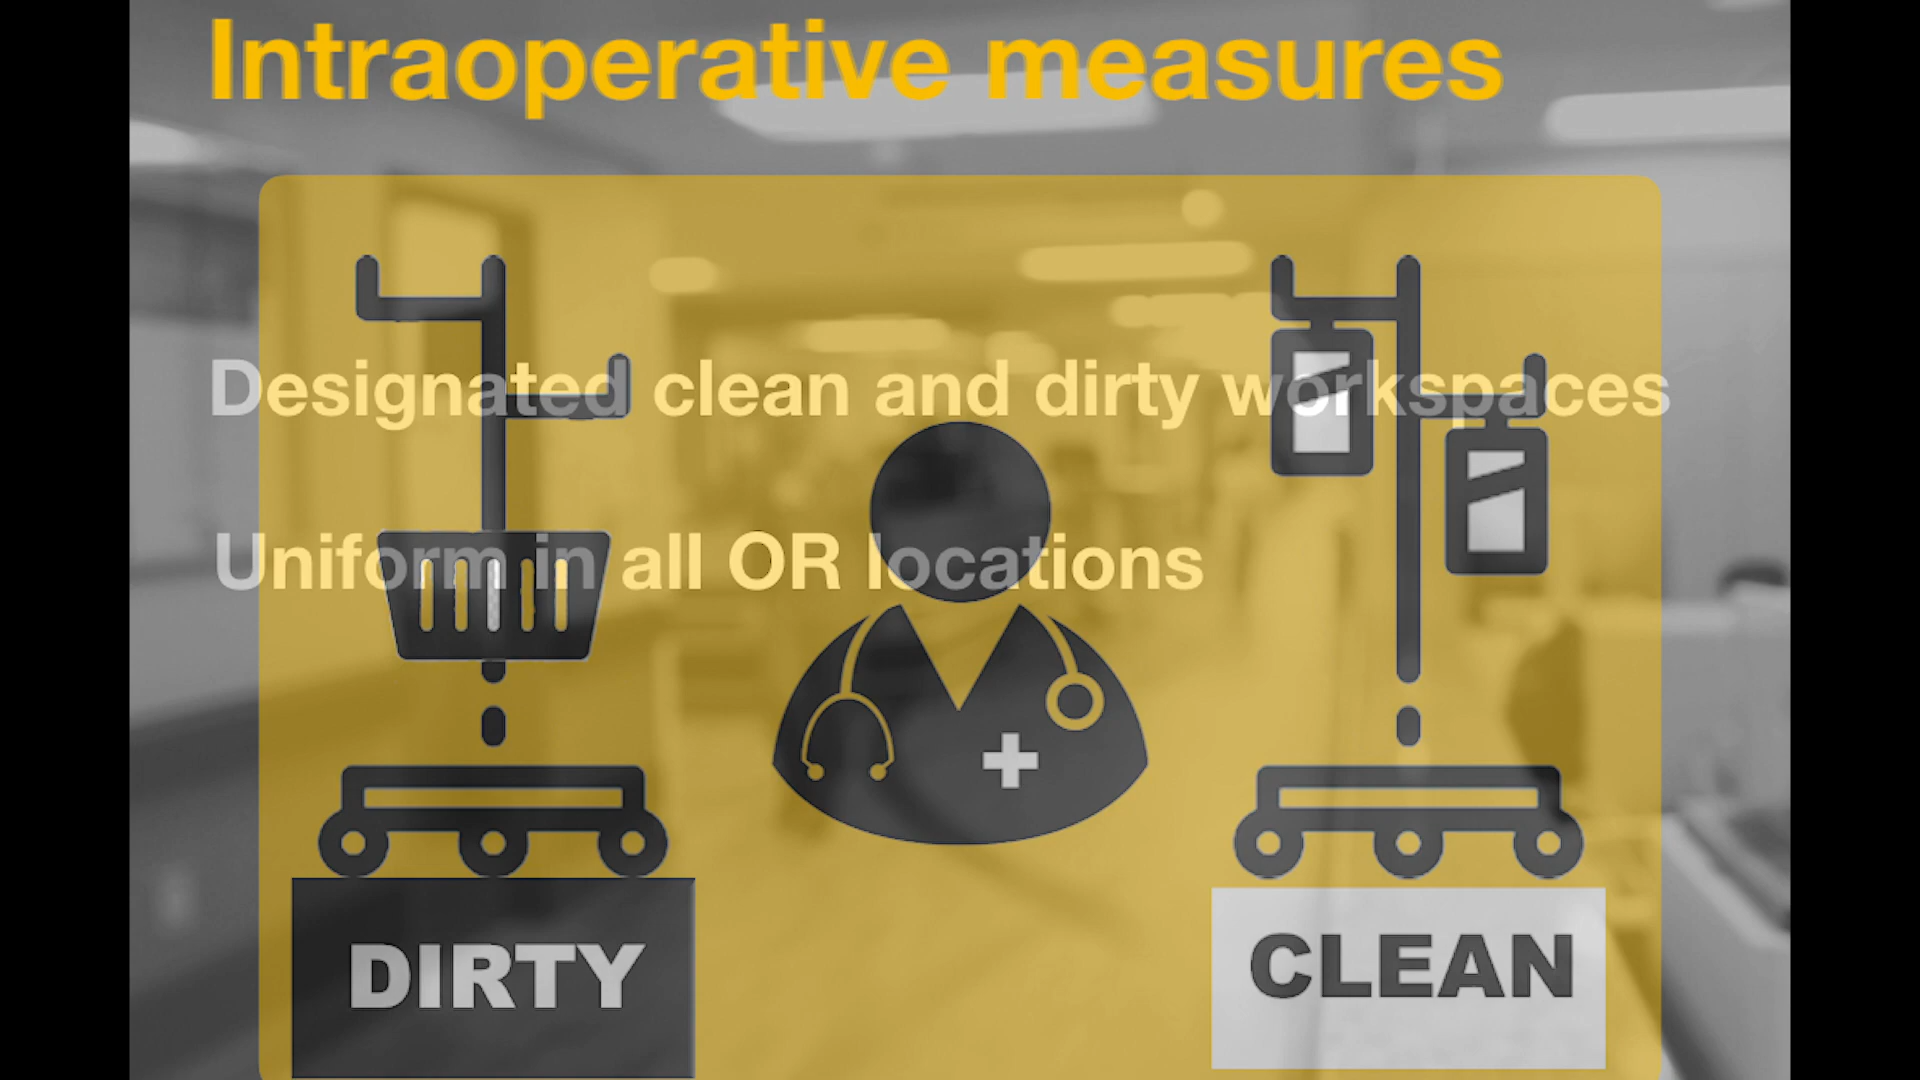 Intraoperative measures
Designated clean and dirty workspaces
Uniform in all OR locations
DIRTY
CLEAN